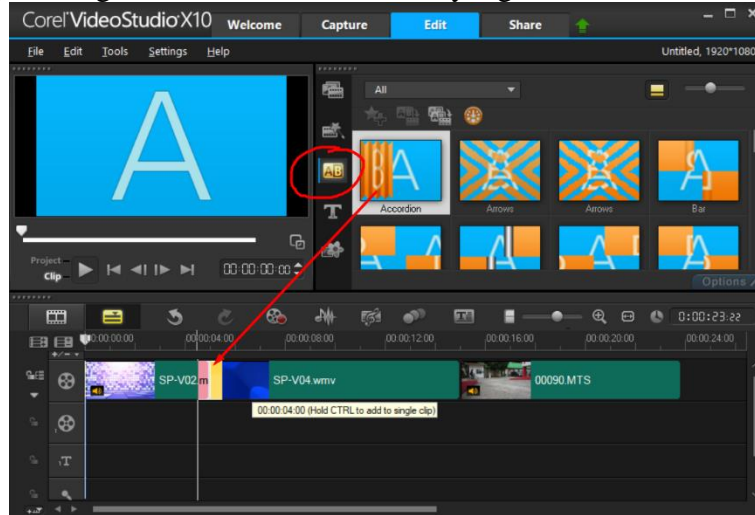 Corel VideoStudio X10
Welcome
Capture
Edit
Share
File Edit Tools Settings Help
Untitled, 1920*1080
A
All
AB
T
Accordion
Arrows
Arrows
Bar
Project
Clip
00:00:00:00
Options
0:00:23:22
00:00:00:00 00:00:04:00 00:00:08:00 00:00:12:00 00:00:16:00 00:00:20:00 00:00:24:00
SP-V02 m
SP-V04.wmv
00090.MTS
00:00:04:00 (Hold CTRL to add to single clip)
T